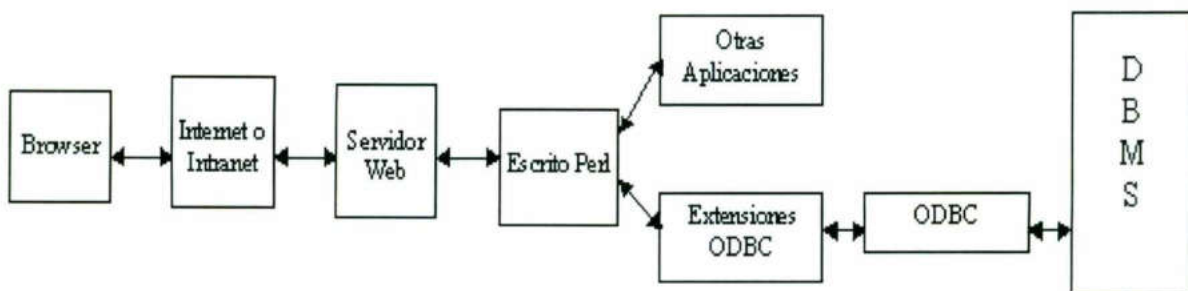 Browser
Internet o
Intranet
Servidor
Web
Escrito Perl
Otras
Aplicaciones
Extensiones
ODBC
ODBC
D
B
M
S